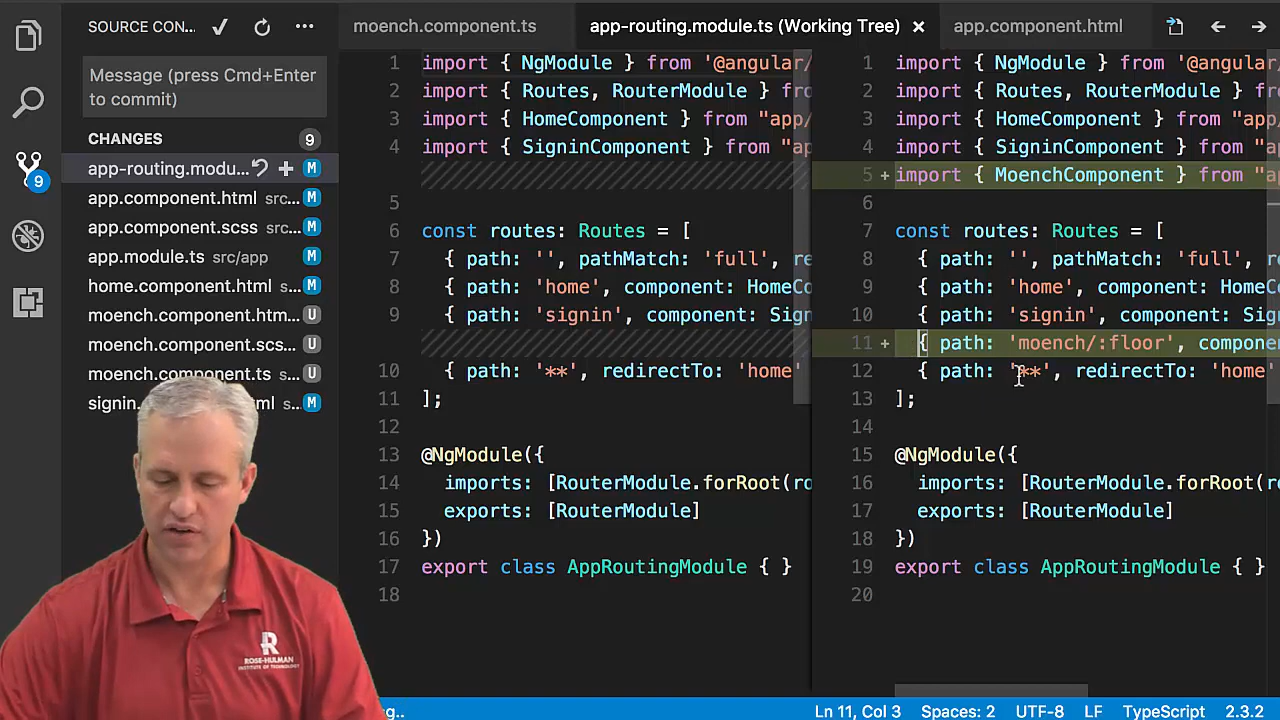 SOURCE CON...
moench.component.ts
app-routing.module.ts (Working Tree)
app.component.html
Message (press Cmd+Enter
to commit)
CHANGES 9
app-routing.modu... M
app.component.html src... M
app.component.scss src... M
app.module.ts src/app M
home.component.html s... M
moench.component.htm... U
moench.component.scs... U
moench.component.ts s... U
signin. ml s... M
9
1 import { NgModule } from '@angular/
2 import { Routes, RouterModule } fro
3 import { HomeComponent } from "app/
4 import { SigninComponent } from "ap
5
6 const routes: Routes = [
7 { path: '', pathMatch: 'full', re
8 { path: 'home', component: HomeCo
9 { path: 'signin', component: Sign
10 { path: '**', redirectTo: 'home'
11 ];
12
13 @NgModule({
14 imports: [RouterModule.forRoot(ro
15 exports: [RouterModule]
16 })
17 export class AppRoutingModule { }
18
1 import { NgModule } from '@angular/
2 import { Routes, RouterModule } fro
3 import { HomeComponent } from "app/
4 import { SigninComponent } from "ap
5 + import { MoenchComponent } from "a
6
7 const routes: Routes = [
8 { path: '', pathMatch: 'full', re
9 { path: 'home', component: HomeCo
10 { path: 'signin', component: Sig
11 + { path: 'moench/:floor', compone
12 { path: '**', redirectTo: 'home'
13 ];
14
15 @NgModule({
16 imports: [RouterModule.forRoot(r
17 exports: [RouterModule]
18 })
19 export class AppRoutingModule { }
20
R
ROSE-HULMAN
INSTITUTE OF TECHNOLOGY
g.. Ln 11, Col 3 Spaces: 2 UTF-8 LF TypeScript 2.3.2